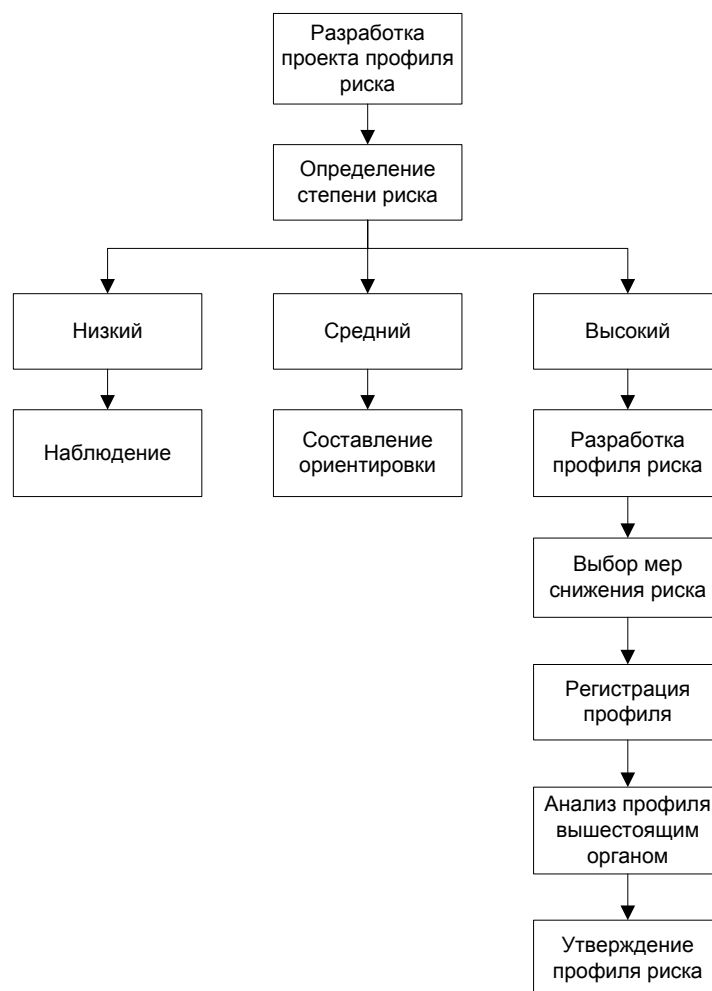 Разработка
проекта профиля
риска
Определение
степени риска
Низкий
Средний
Высокий
Наблюдение
Составление
ориентировки
Разработка
профиля риска
Выбор мер
снижения риска
Регистрация
профиля
Анализ профиля
вышестоящим
органом
Утверждение
профиля риска